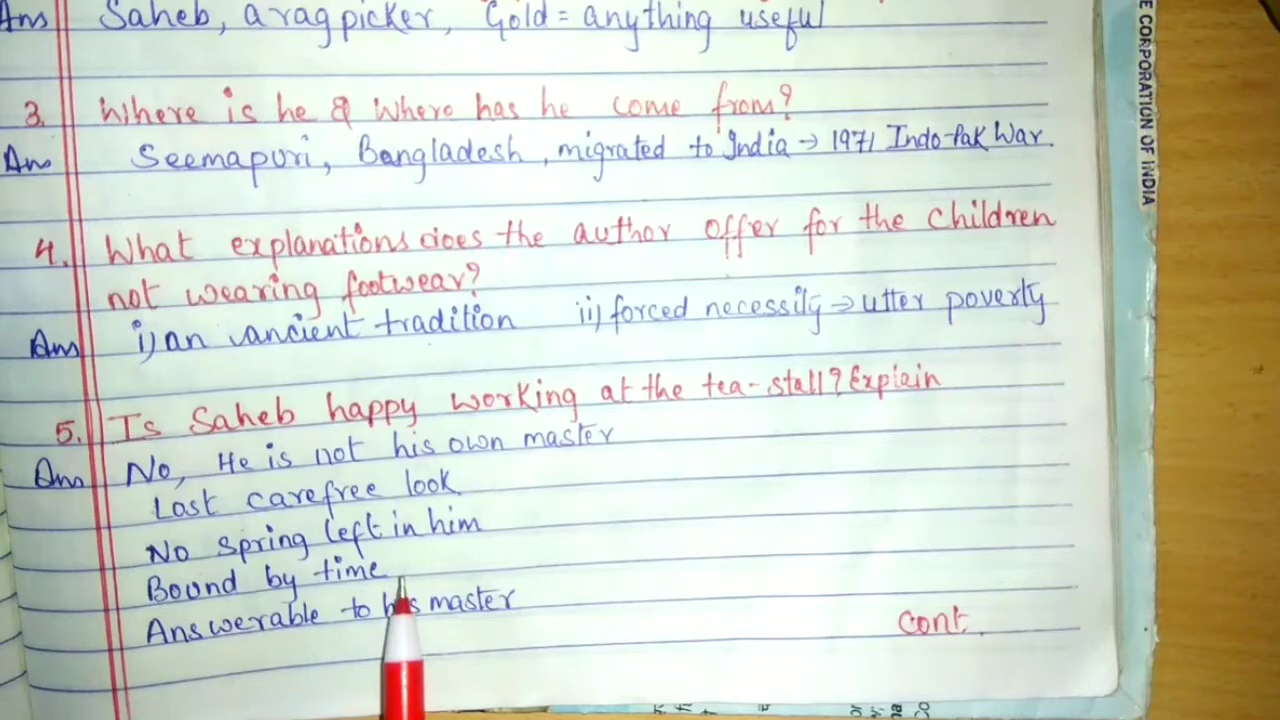 Ans Saheb, a rag picker, Gold = anything useful
3. Where is he & Where has he come from?
Ans Seemapuri, Bangladesh, migrated to India → 1971 Indo-Pak War.
4. What explanations does the author offer for the children
not wearing footwear?
Ans i) an ancient tradition ii) forced necessity → utter poverty
5. Is Saheb happy working at the tea-stall? Explain
Ans No, He is not his own master
Lost carefree look
No spring left in him
Bound by time
Answerable to his master
cont.
E CORPORATION OF INDIA